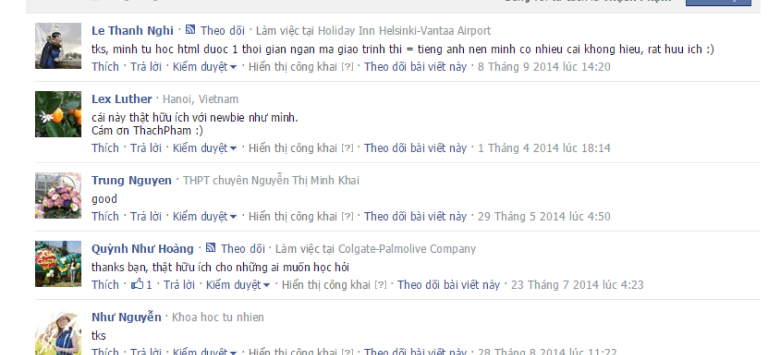 Le Thanh Nghi · Theo dõi · Làm việc tại Holiday Inn Helsinki-Vantaa Airport
tks, minh tu hoc html duoc 1 thoi gian ngan ma giao trinh thi = tieng anh nen minh co nhieu cai khong hieu, rat huu ich :)
Thích · Trả lời · Kiểm duyệt · Hiển thị công khai [?] · Theo dõi bài viết này · 8 Tháng 9 2014 lúc 14:20
Lex Luther · Hanoi, Vietnam
cái này thật hữu ích với newbie như mình.
Cám ơn ThachPham :)
Thích · Trả lời · Kiểm duyệt · Hiển thị công khai [?] · Theo dõi bài viết này · 1 Tháng 4 2014 lúc 18:14
Trung Nguyen · THPT chuyên Nguyễn Thị Minh Khai
good
Thích · Trả lời · Kiểm duyệt · Hiển thị công khai [?] · Theo dõi bài viết này · 29 Tháng 5 2014 lúc 4:50
Quỳnh Như Hoàng · Theo dõi · Làm việc tại Colgate-Palmolive Company
thanks bạn, thật hữu ích cho những ai muốn học hỏi
Thích · 1 · Trả lời · Kiểm duyệt · Hiển thị công khai [?] · Theo dõi bài viết này · 23 Tháng 7 2014 lúc 4:23
Như Nguyễn · Khoa hoc tu nhien
tks
Thích · Trả lời · Kiểm duyệt · Hiển thị công khai [?] · Theo dõi bài viết này · 28 Tháng 8 2014 lúc 11:22